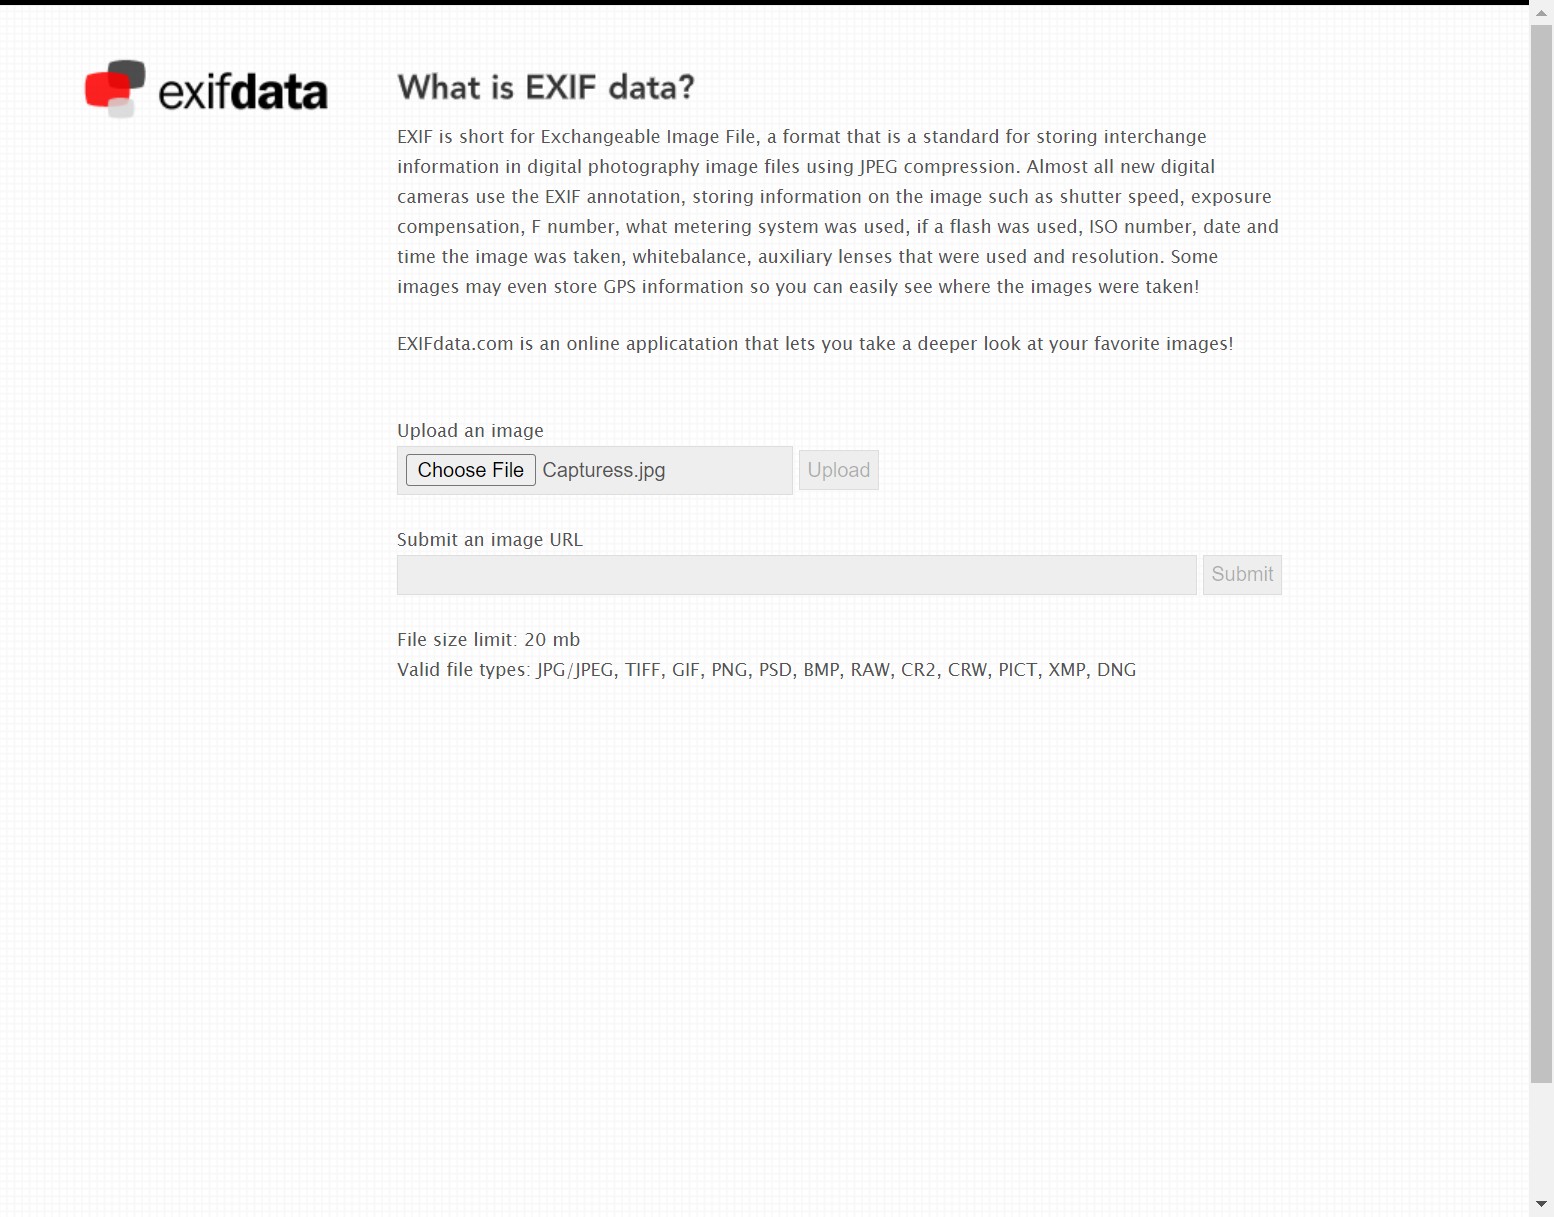 exifdata
What is EXIF data?
EXIF is short for Exchangeable Image File, a format that is a standard for storing interchange
information in digital photography image files using JPEG compression. Almost all new digital
cameras use the EXIF annotation, storing information on the image such as shutter speed, exposure
compensation, F number, what metering system was used, if a flash was used, ISO number, date and
time the image was taken, whitebalance, auxiliary lenses that were used and resolution. Some
images may even store GPS information so you can easily see where the images were taken!
EXIFdata.com is an online applicatation that lets you take a deeper look at your favorite images!
Upload an image
Choose File Capturess.jpg Upload
Submit an image URL
Submit
File size limit: 20 mb
Valid file types: JPG/JPEG, TIFF, GIF, PNG, PSD, BMP, RAW, CR2, CRW, PICT, XMP, DNG